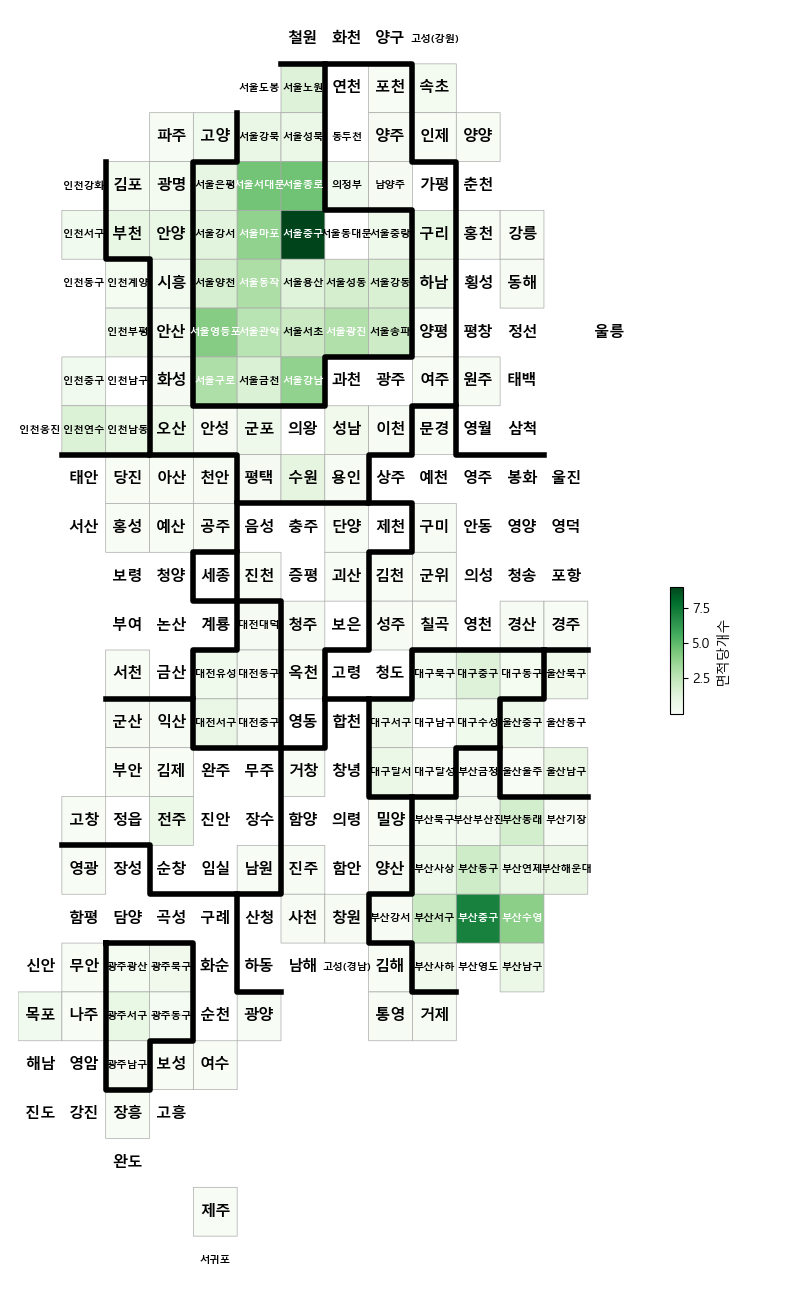 철원 화천 양구 고성(강원)
서울도봉 서울노원 연천 포천 속초
파주 고양 서울강북 서울성북 동두천 양주 인제 양양
인천강화 김포 광명 서울은평 서울서대문 서울종로 의정부 남양주 가평 춘천
인천서구 부천 안양 서울강서 서울마포 서울중구 서울동대문 서울중랑 구리 홍천 강릉
인천동구 인천계양 시흥 서울양천 서울동작 서울용산 서울성동 서울강동 하남 횡성 동해
인천부평 안산 서울영등포 서울관악 서울서초 서울광진 서울송파 양평 평창 정선 울릉
인천중구 인천남구 화성 서울구로 서울금천 서울강남 과천 광주 여주 원주 태백
인천옹진 인천연수 인천남동 오산 안성 군포 의왕 성남 이천 문경 영월 삼척
태안 당진 아산 천안 평택 수원 용인 상주 예천 영주 봉화 울진
서산 홍성 예산 공주 음성 충주 단양 제천 구미 안동 영양 영덕
보령 청양 세종 진천 증평 괴산 김천 군위 의성 청송 포항
부여 논산 계룡 대전대덕 청주 보은 성주 칠곡 영천 경산 경주
서천 금산 대전유성 대전동구 옥천 고령 청도 대구북구 대구중구 대구동구 울산북구
군산 익산 대전서구 대전중구 영동 합천 대구서구 대구남구 대구수성 울산중구 울산동구
부안 김제 완주 무주 거창 창녕 대구달서 대구달성 부산금정 울산울주 울산남구
고창 정읍 전주 진안 장수 함양 의령 밀양 부산북구 부산부산진 부산동래 부산기장
영광 장성 순창 임실 남원 진주 함안 양산 부산사상 부산동구 부산연제 부산해운대
함평 담양 곡성 구례 산청 사천 창원 부산강서 부산서구 부산중구 부산수영
신안 무안 광주광산 광주북구 화순 하동 남해 고성(경남) 김해 부산사하 부산영도 부산남구
목포 나주 광주서구 광주동구 순천 광양 통영 거제
해남 영암 광주남구 보성 여수
진도 강진 장흥 고흥
완도
제주
서귀포
7.5
5.0
2.5
면적당개수